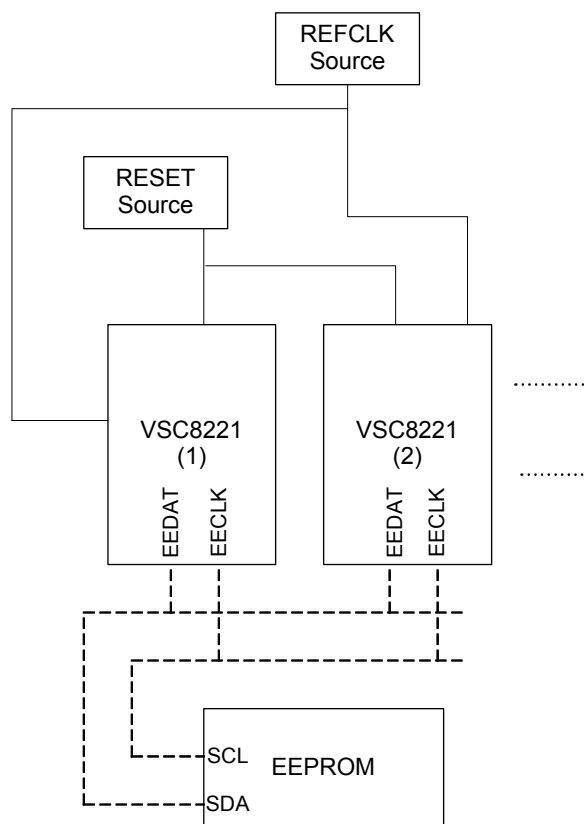 REFCLK
Source
RESET
Source
VSC8221
(1)
EEDAT
EECLK
VSC8221
(2)
EEDAT
EECLK
SCL
EEPROM
SDA